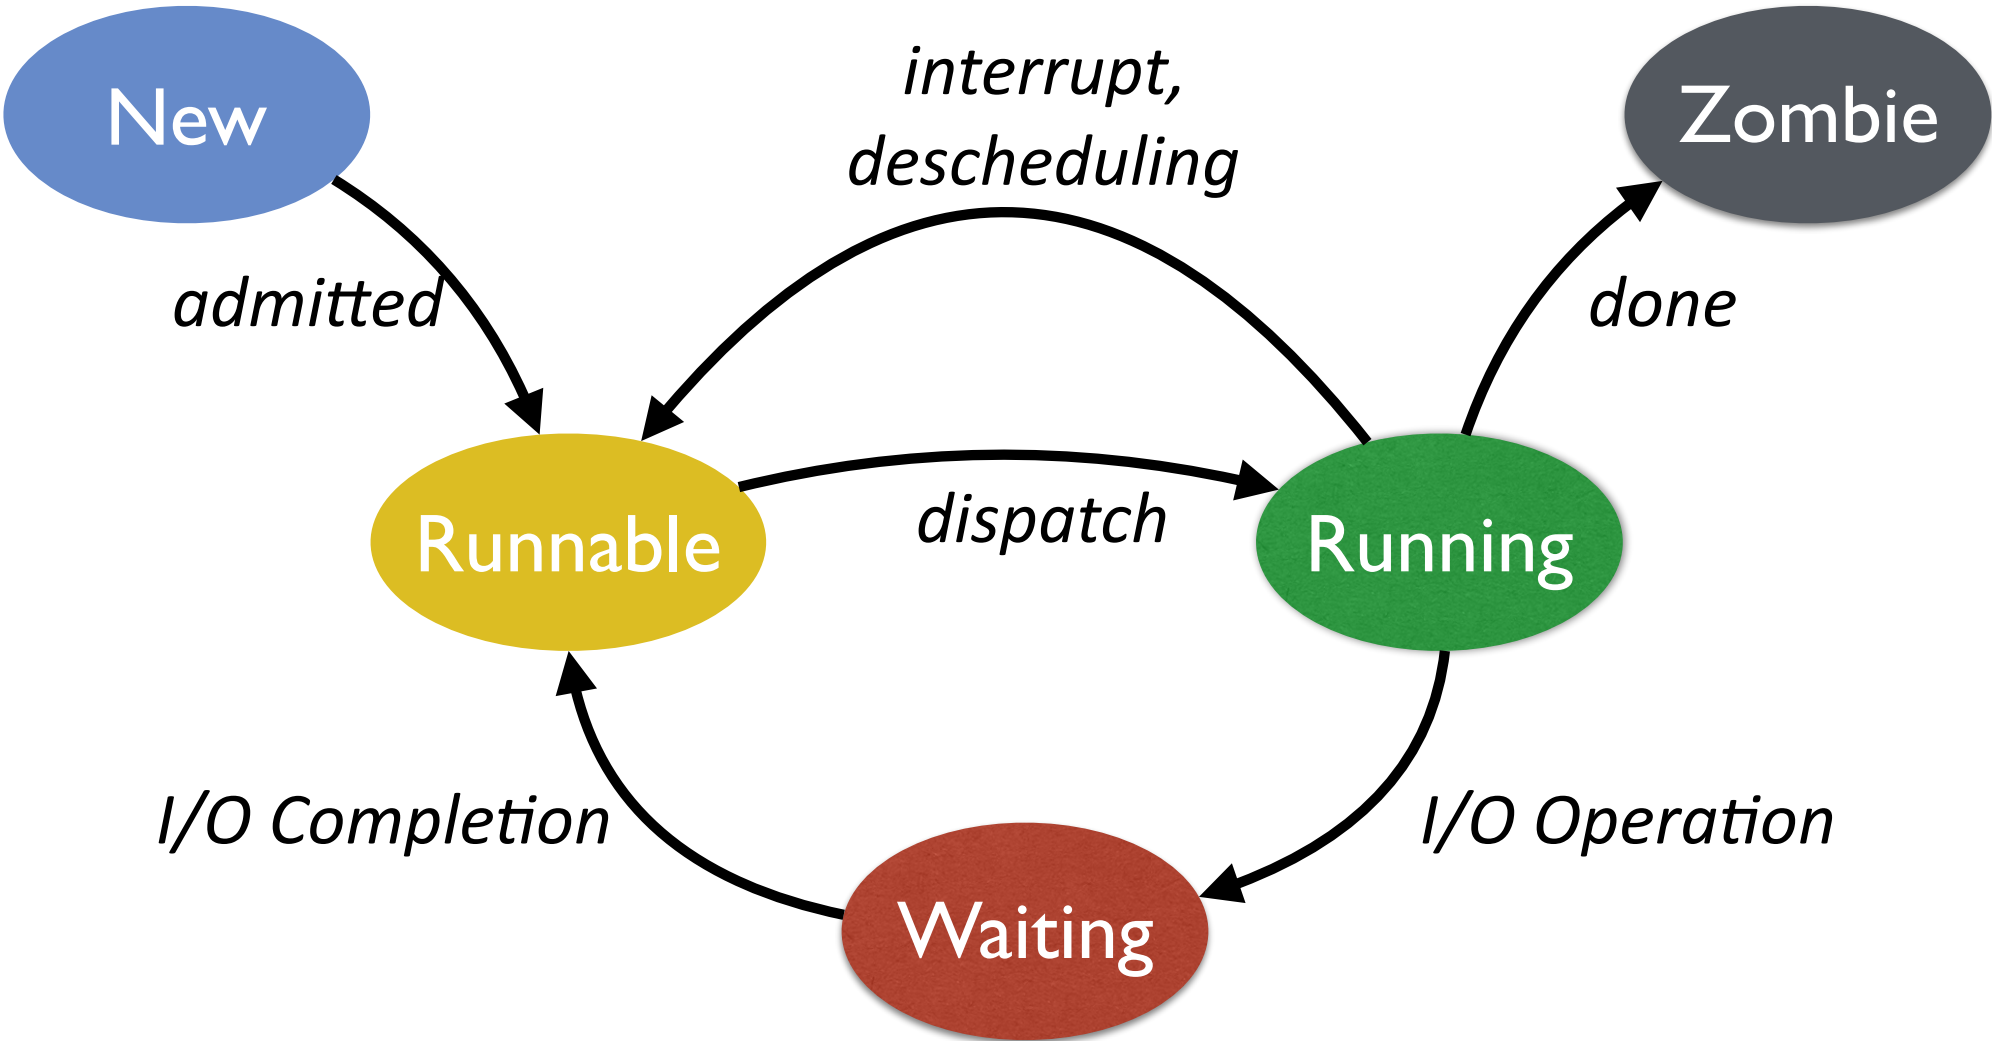 New
interrupt,
descheduling
Zombie
admitted
done
Runnable
dispatch
Running
I/O Completion
I/O Operation
Waiting